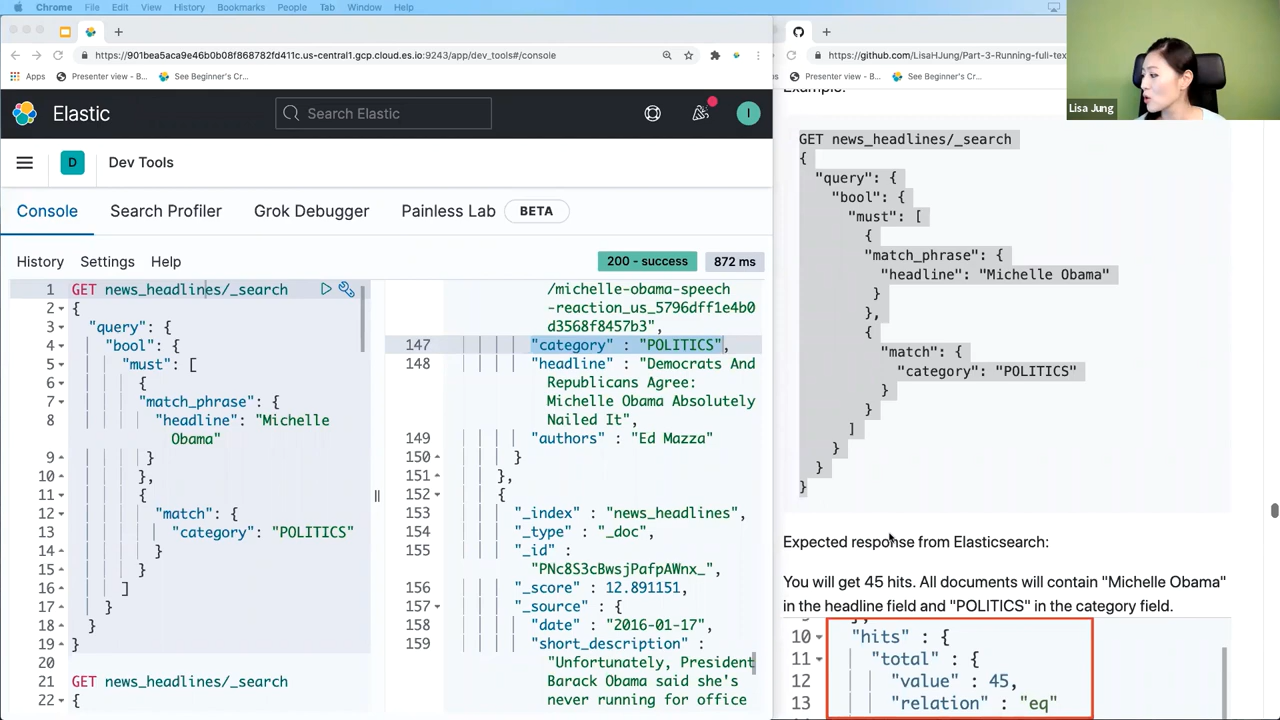 Chrome File Edit View History Bookmarks People Tab Window Help
https://901bea5aca9e46b0b08f868782fd411c.us-central1.gcp.cloud.es.io:9243/app/dev_tools#/console
Apps Presenter view - B... See Beginner's Cr...
Elastic
Search Elastic
I
D
Dev Tools
Console Search Profiler Grok Debugger Painless Lab BETA
History Settings Help
200 - success 872 ms
1 GET news_headlines/_search
2 {
3 "query": {
4 "bool": {
5 "must": [
6 {
7 "match_phrase": {
8 "headline": "Michelle
Obama"
9 }
10 },
11 {
12 "match": {
13 "category": "POLITICS"
14 }
15 }
16 ]
17 }
18 }
19 }
20
21 GET news_headlines/_search
22 {
/michelle-obama-speech
-reaction_us_5796dff1e4b0
d3568f8457b3",
147 "category" : "POLITICS",
148 "headline" : "Democrats And
Republicans Agree:
Michelle Obama Absolutely
Nailed It",
149 "authors" : "Ed Mazza"
150 }
151 },
152 {
153 "_index" : "news_headlines",
154 "_type" : "_doc",
155 "_id" :
"PNc8S3cBwsjPafpAWnx_",
156 "_score" : 12.891151,
157 "_source" : {
158 "date" : "2016-01-17",
159 "short_description" :
"Unfortunately, President
Barack Obama said she's
never running for office
https://github.com/LisaHJung/Part-3-Running-full-tex
Presenter view - B... See Beginner's Cr...
Lisa Jung
Example:
GET news_headlines/_search
{
"query": {
"bool": {
"must": [
{
"match_phrase": {
"headline": "Michelle Obama"
}
},
{
"match": {
"category": "POLITICS"
}
}
]
}
}
}
Expected response from Elasticsearch:
You will get 45 hits. All documents will contain "Michelle Obama"
in the headline field and "POLITICS" in the category field.
10 "hits" : {
11 "total" : {
12 "value" : 45,
13 "relation" : "eq"